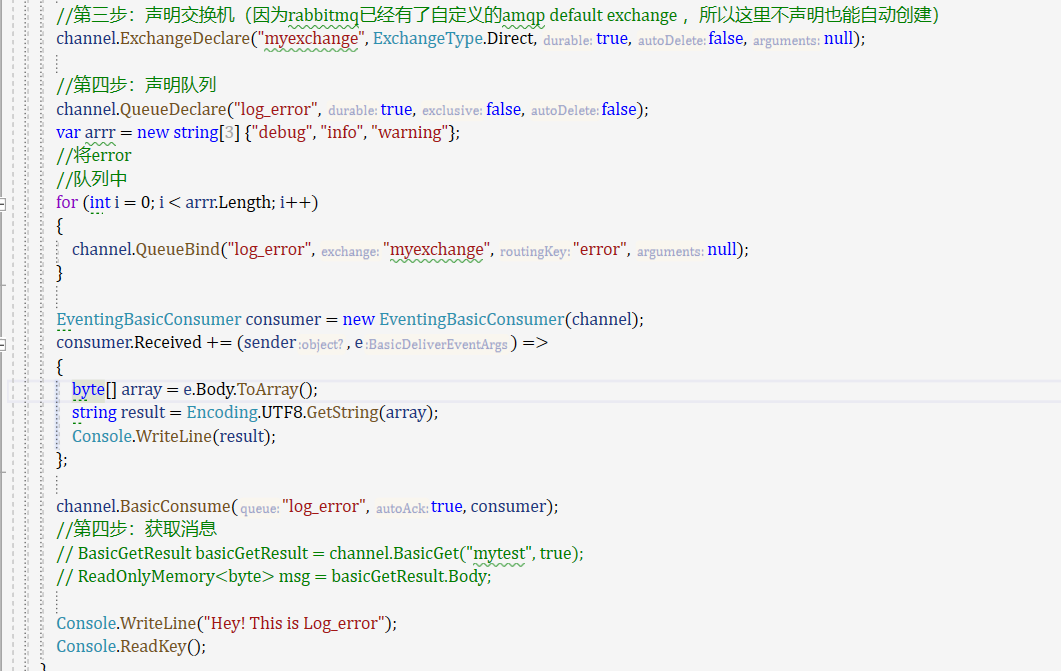 //第三步：声明交换机（因为rabbitmq已经有了自定义的amqp default exchange ，所以这里不声明也能自动创建）
channel.ExchangeDeclare("myexchange", ExchangeType.Direct, durable: true, autoDelete: false, arguments: null);
//第四步：声明队列
channel.QueueDeclare("log_error", durable: true, exclusive: false, autoDelete: false);
var arrr = new string[3] {"debug", "info", "warning"};
//将error
//队列中
for (int i = 0; i < arrr.Length; i++)
{
channel.QueueBind("log_error", exchange: "myexchange", routingKey: "error", arguments: null);
}
EventingBasicConsumer consumer = new EventingBasicConsumer(channel);
consumer.Received += (sender :object? , e :BasicDeliverEventArgs ) =>
{
byte[] array = e.Body.ToArray();
string result = Encoding.UTF8.GetString(array);
Console.WriteLine(result);
};
channel.BasicConsume( queue: "log_error", autoAck: true, consumer);
//第四步：获取消息
// BasicGetResult basicGetResult = channel.BasicGet("mytest", true);
// ReadOnlyMemory<byte> msg = basicGetResult.Body;
Console.WriteLine("Hey! This is Log_error");
Console.ReadKey();
}